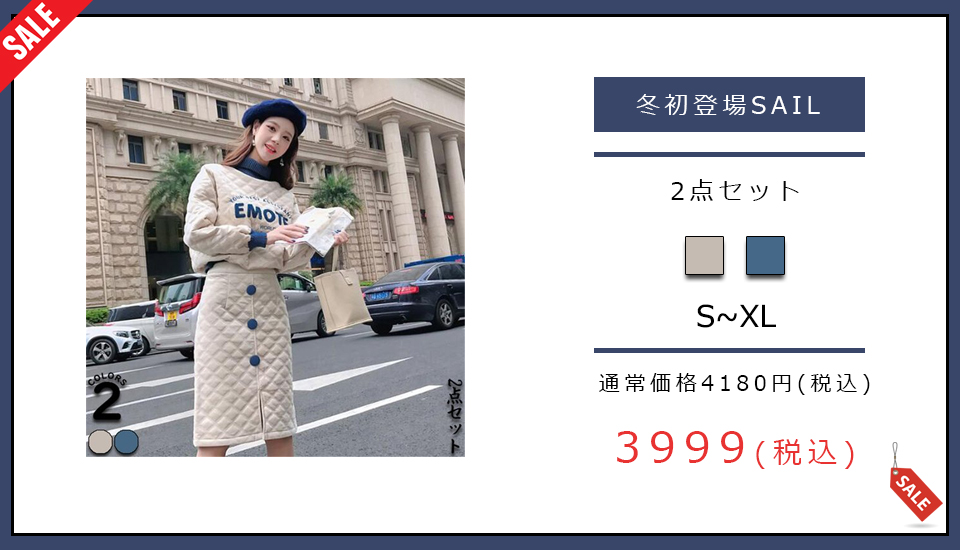 SALE
冬初登場SAIL
2点セット
S~XL
通常価格4180円(税込)
3999(税込)
SALE
EMOTE
COLORS
2
2点セット